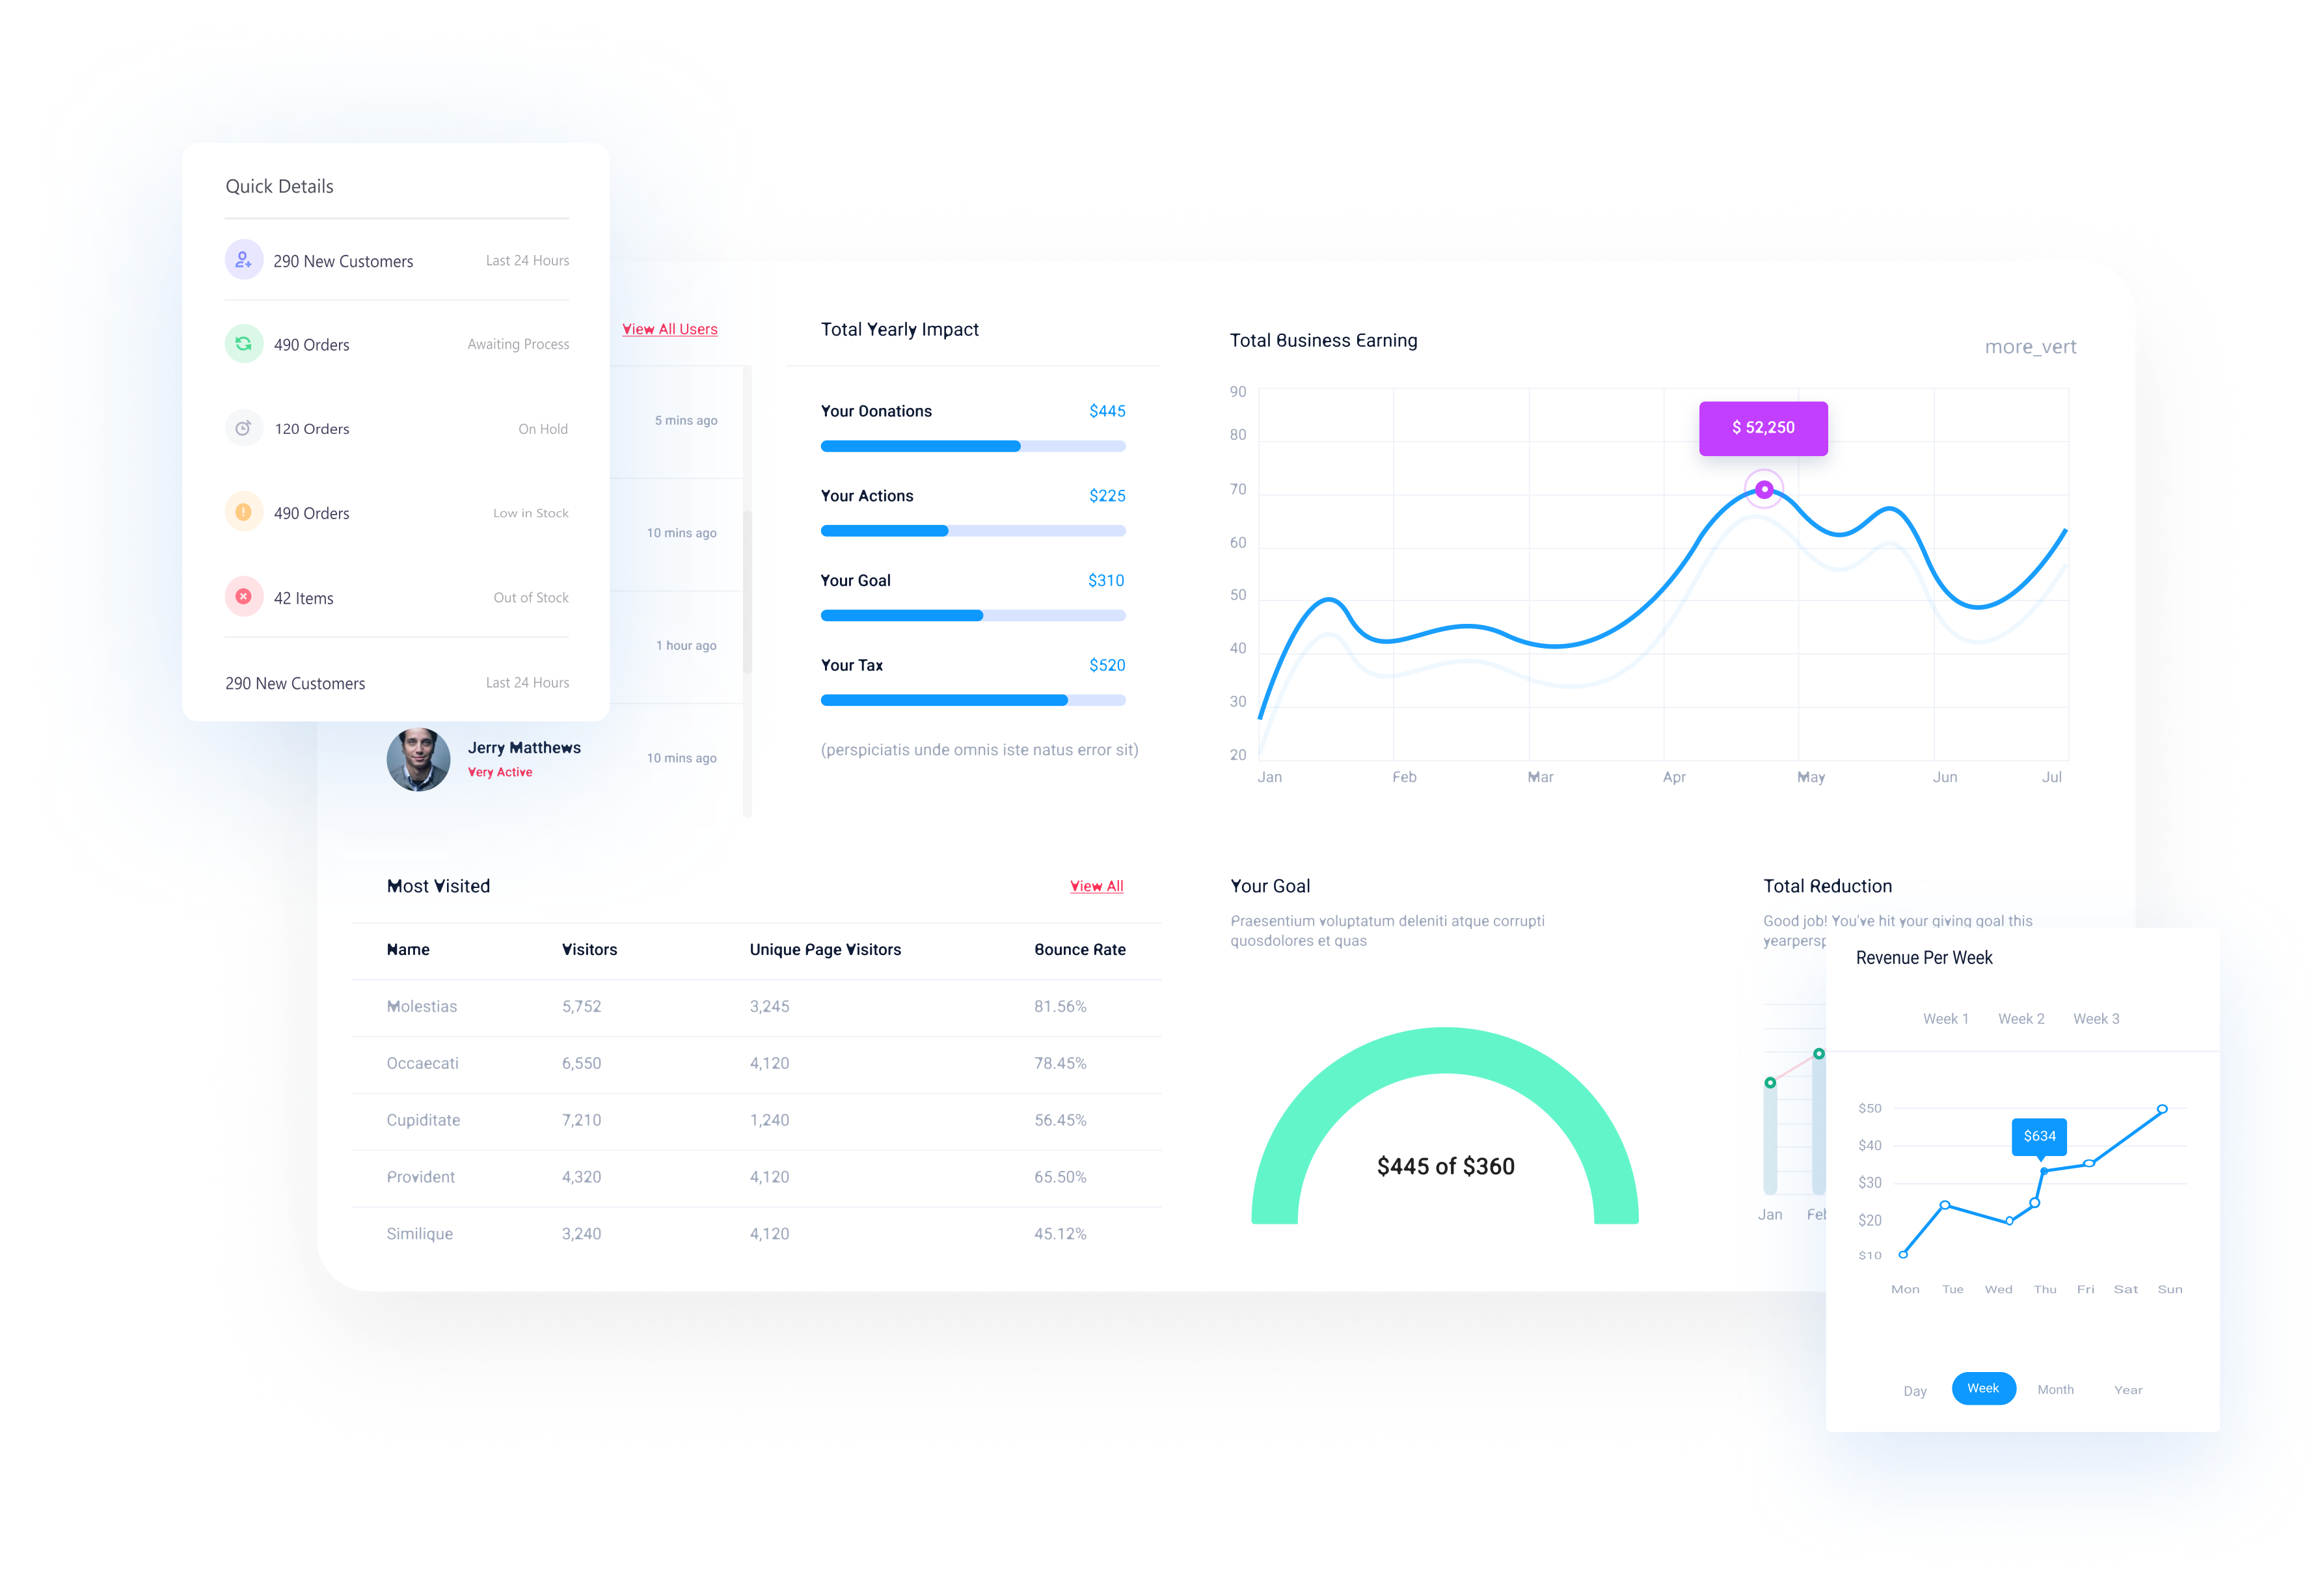 Quick Details
290 New Customers Last 24 Hours
490 Orders Awaiting Process
120 Orders On Hold
490 Orders Low in Stock
42 Items Out of Stock
290 New Customers Last 24 Hours
View All Users
5 mins ago
10 mins ago
1 hour ago
Jerry Matthews
Very Active
10 mins ago
Total Yearly Impact
Your Donations $445
Your Actions $225
Your Goal $310
Your Tax $520
(perspiciatis unde omnis iste natus error sit)
Total Business Earning
more_vert
90
80
70
60
50
40
30
20
$ 52,250
Jan Feb Mar Apr May Jun Jul
Most Visited View All
Name Visitors Unique Page Visitors Bounce Rate
Molestias 5,752 3,245 81.56%
Occaecati 6,550 4,120 78.45%
Cupiditate 7,210 1,240 56.45%
Provident 4,320 4,120 65.50%
Similique 3,240 4,120 45.12%
Your Goal
Praesentium voluptatum deleniti atque corrupti
quosdolores et quas
$445 of $360
Total Reduction
Good job! You've hit your giving goal this
yearpersp
Jan Feb
Revenue Per Week
Week 1 Week 2 Week 3
$50
$40
$30
$20
$10
$634
Mon Tue Wed Thu Fri Sat Sun
Day Week Month Year